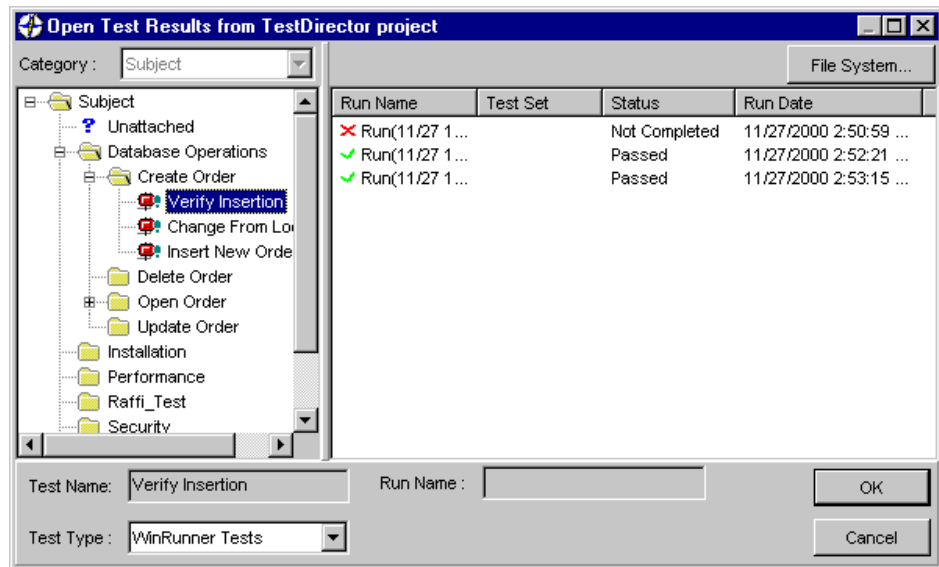 Open Test Results from TestDirector project
Category : Subject
File System...
Subject
Unattached
Database Operations
Create Order
Verify Insertion
Change From Lo
Insert New Orde
Delete Order
Open Order
Update Order
Installation
Performance
Raffi_Test
Security
Run Name Test Set Status Run Date
Run(11/27 1... Not Completed 11/27/2000 2:50:59 ...
Run(11/27 1... Passed 11/27/2000 2:52:21 ...
Run(11/27 1... Passed 11/27/2000 2:53:15 ...
Test Name: Verify Insertion Run Name :
OK
Test Type : WinRunner Tests
Cancel